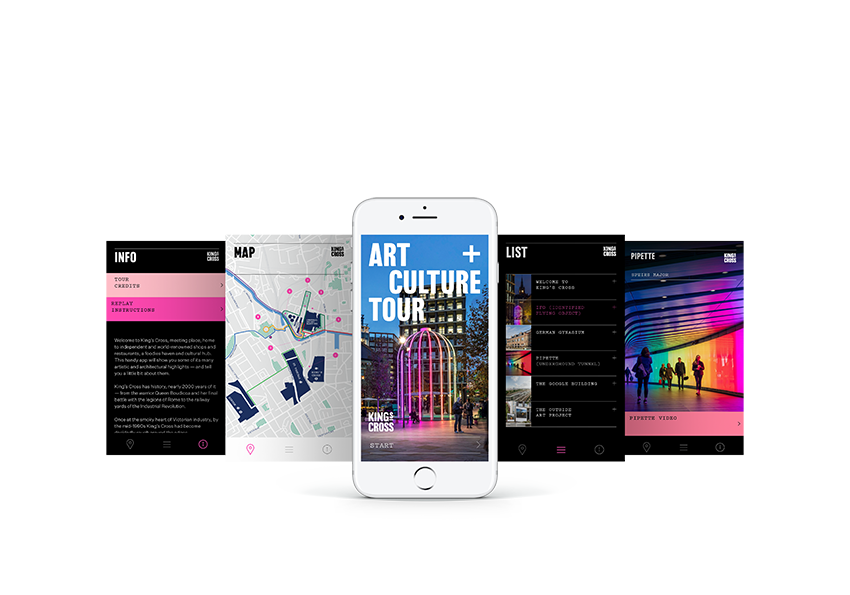 INFO
KING'S
CROSS
TOUR
CREDITS
REPLAY
INSTRUCTIONS
Welcome to King's Cross, meeting place, home
to independent and world-renowned shops and
restaurants, a foodies haven and cultural hub.
This handy app will show you some of its many
artistic and architectural highlights — and tell
you a little bit about them.
King's Cross has history, nearly 2000 years of it
— from the warrior Queen Boudicca and her final
battle with the legions of Rome to the railway
yards of the Industrial Revolution.
Once at the smoky heart of Victorian industry, by
the mid-1980s King's Cross had become
MAP
KING'S
CROSS
ART +
CULTURE
TOUR
KING'S
CROSS
START
LIST
KING'S
CROSS
WELCOME TO
KING'S CROSS
IFO (IDENTIFIED
FLYING OBJECT)
GERMAN GYMNASIUM
PIPETTE
(UNDERGROUND TUNNEL)
THE GOOGLE BUILDING
THE OUTSIDE
ART PROJECT
PIPETTE
KING'S
CROSS
SPEIRS MAJOR
PIPETTE VIDEO